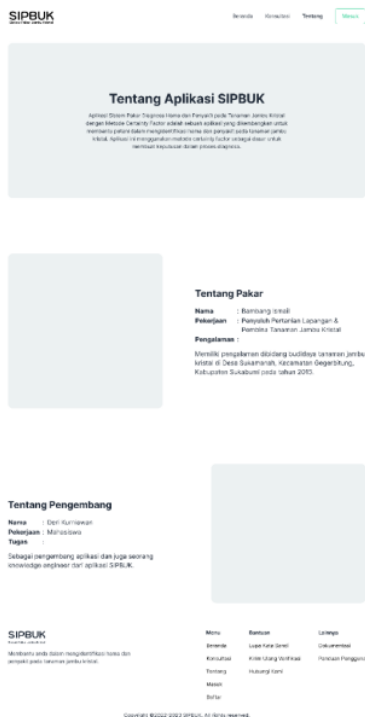 SIPBUK
Beranda Konsultasi Tentang Masuk
Tentang Aplikasi SIPBUK
Aplikasi Sistem Pakar Diagnosa Hama dan Penyakit pada Tanaman Jambu Kristal
dengan Metode Certainty Factor adalah sebuah aplikasi yang dikembangkan untuk
membantu petani dalam mengidentifikasi hama dan penyakit pada tanaman jambu
kristal. Aplikasi ini menggunakan metode certainty factor sebagai dasar untuk
membuat keputusan dalam proses diagnosa.
Tentang Pakar
Nama : Bambang Ismail
Pekerjaan : Penyuluh Pertanian Lapangan &
Pembina Tanaman Jambu Kristal
Pengalaman :
Memiliki pengalaman dibidang budidaya tanaman jambu
kristal di Desa Sukamanah, Kecamatan Gegerbitung,
Kabupaten Sukabumi pada tahun 2015.
Tentang Pengembang
Nama : Deri Kurniawan
Pekerjaan : Mahasiswa
Tugas :
Sebagai pengembang aplikasi dan juga seorang
knowledge engineer dari aplikasi SIPBUK.
SIPBUK
Membantu anda dalam mengidentifikasi hama dan
penyakit pada tanaman jambu kristal.
Menu Bantuan Lainnya
Beranda Lupa Kata Sandi Dokumentasi
Konsultasi Kirim Ulang Verifikasi Panduan Pengguna
Tentang Hubungi Kami
Masuk
Daftar
Copyright ©2022-2023 SIPBUK. All rights reserved.